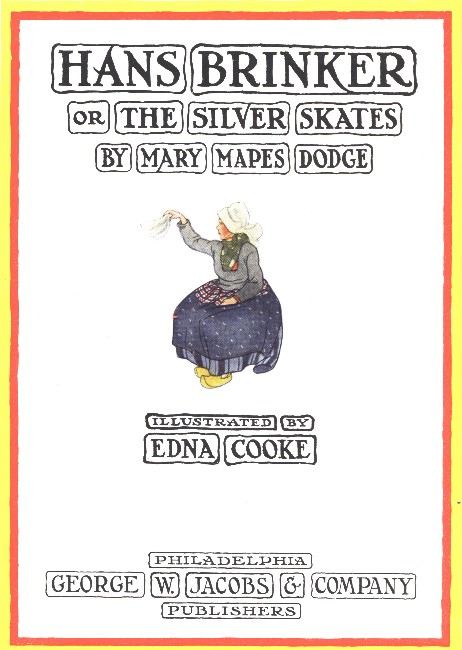 HANS BRINKER
OR THE SILVER SKATES
BY MARY MAPES DODGE
ILLUSTRATED BY
EDNA COOKE
PHILADELPHIA
GEORGE W. JACOBS & COMPANY
PUBLISHERS